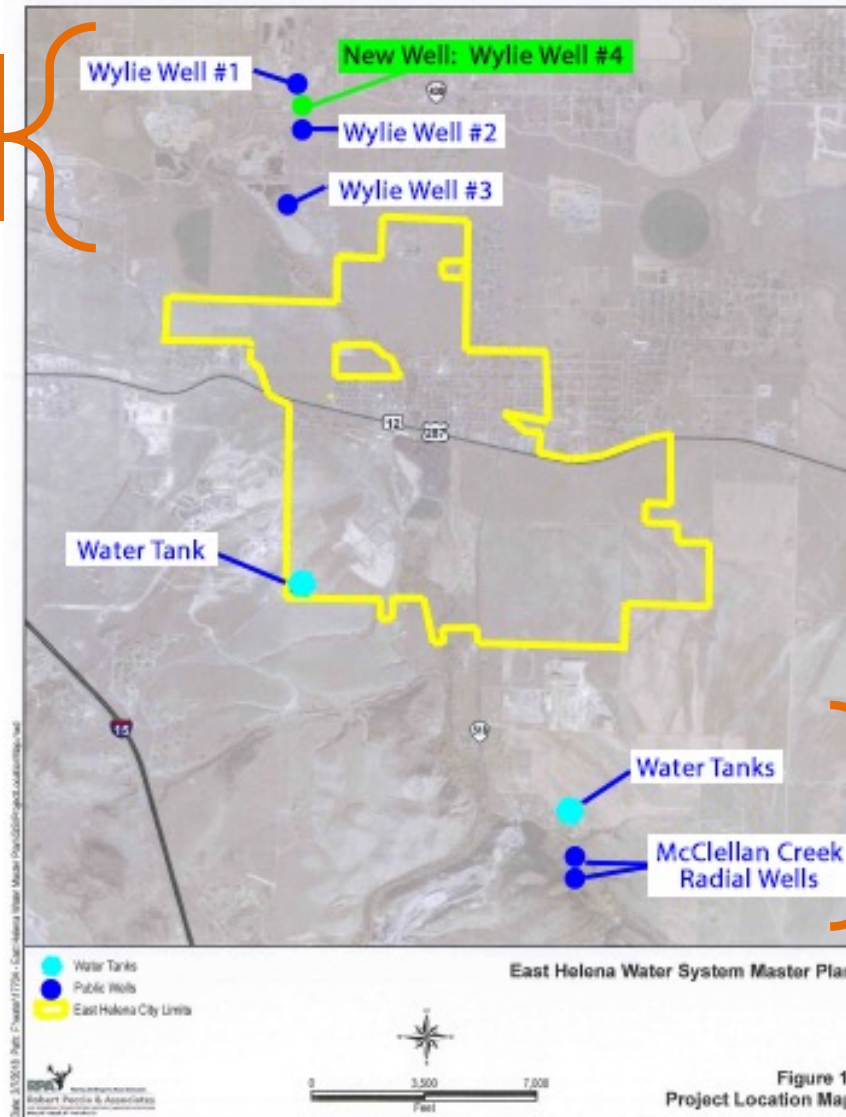 Wylie Well #1
New Well: Wylie Well #4
Wylie Well #2
Wylie Well #3
12
287
Water Tank
15
518
Water Tanks
McClellan Creek
Radial Wells
Water Tanks
Public Wells
East Helena City Limits
East Helena Water System Master Plan
RPA
Robert Peccia & Associates
0 3,500 7,000
Feet
Figure 1
Project Location Map